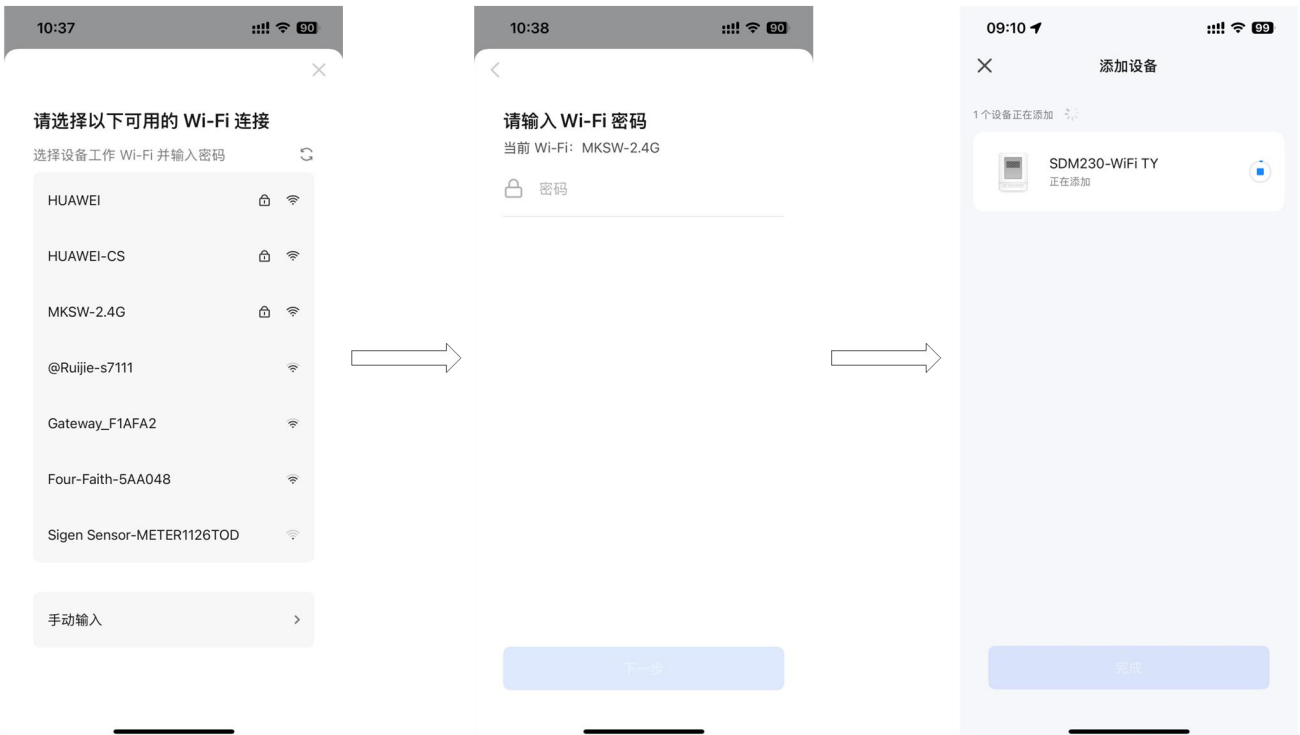 10:37
90
请选择以下可用的 Wi-Fi 连接
选择设备工作 Wi-Fi 并输入密码
HUAWEI
HUAWEI-CS
MKSW-2.4G
@Ruijie-s7111
Gateway_F1AFA2
Four-Faith-5AA048
Sigen Sensor-METER1126TOD
手动输入
10:38
90
请输入 Wi-Fi 密码
当前 Wi-Fi：MKSW-2.4G
密码
下一步
09:10
99
添加设备
1 个设备正在添加
SDM230-WiFi TY
正在添加
完成